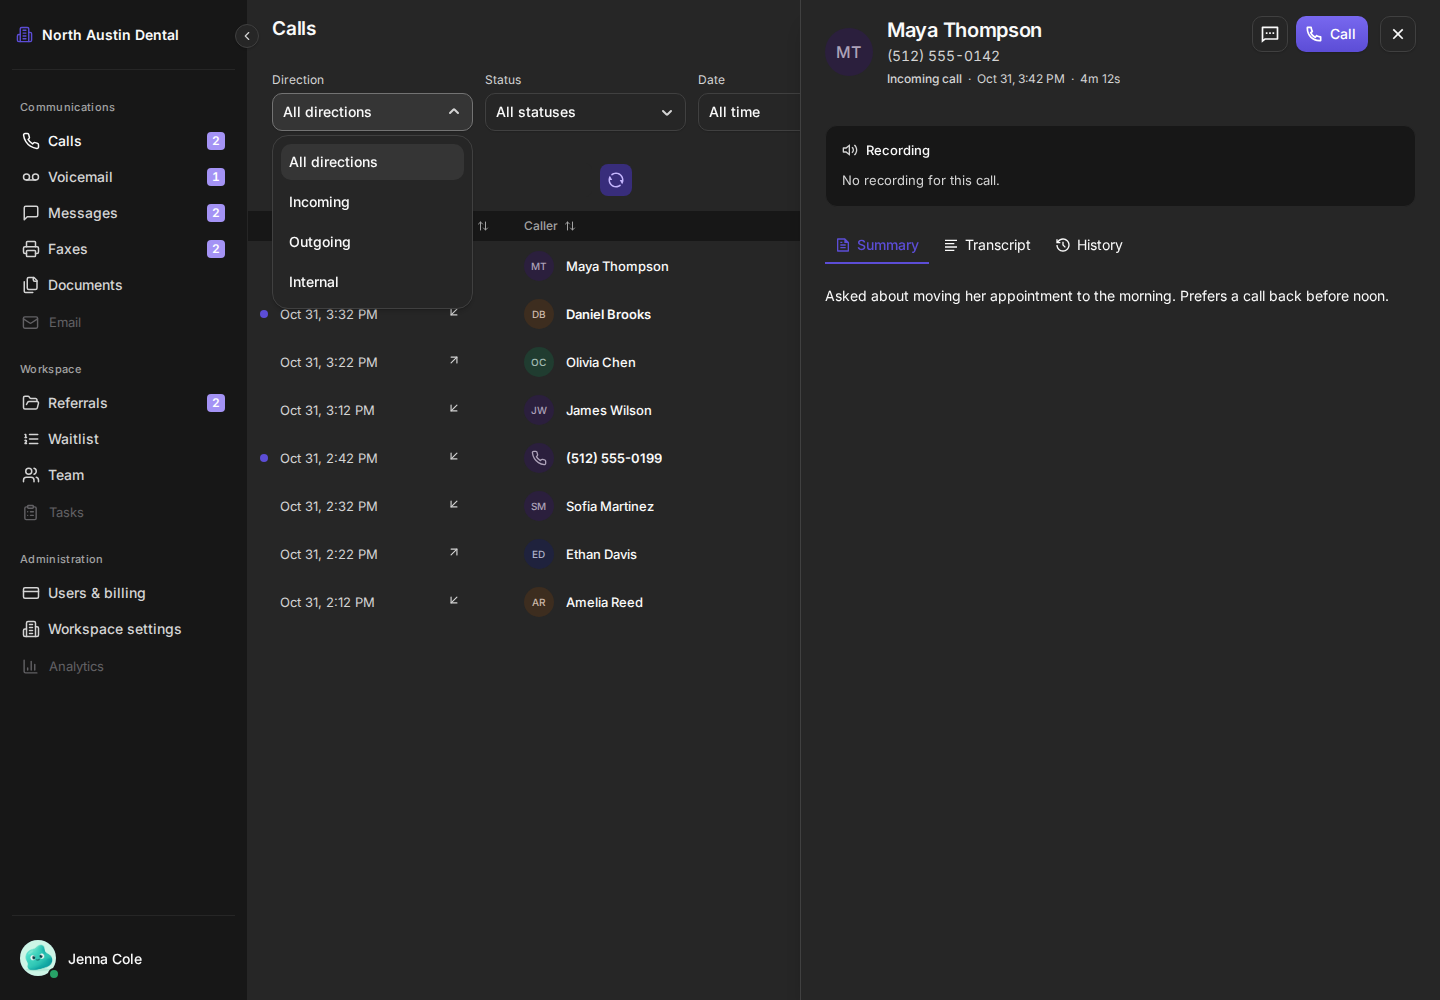 North Austin Dental
Communications
Calls 2
Voicemail 1
Messages 2
Faxes 2
Documents
Email
Workspace
Referrals 2
Waitlist
Team
Tasks
Administration
Users & billing
Workspace settings
Analytics
Jenna Cole
Calls
Direction Status Date
All directions All statuses All time
All directions
Incoming
Outgoing
Internal
Caller
MT Maya Thompson
Oct 31, 3:32 PM DB Daniel Brooks
Oct 31, 3:22 PM OC Olivia Chen
Oct 31, 3:12 PM JW James Wilson
Oct 31, 2:42 PM (512) 555-0199
Oct 31, 2:32 PM SM Sofia Martinez
Oct 31, 2:22 PM ED Ethan Davis
Oct 31, 2:12 PM AR Amelia Reed
MT
Maya Thompson
(512) 555-0142
Incoming call · Oct 31, 3:42 PM · 4m 12s
Call
Recording
No recording for this call.
Summary Transcript History
Asked about moving her appointment to the morning. Prefers a call back before noon.